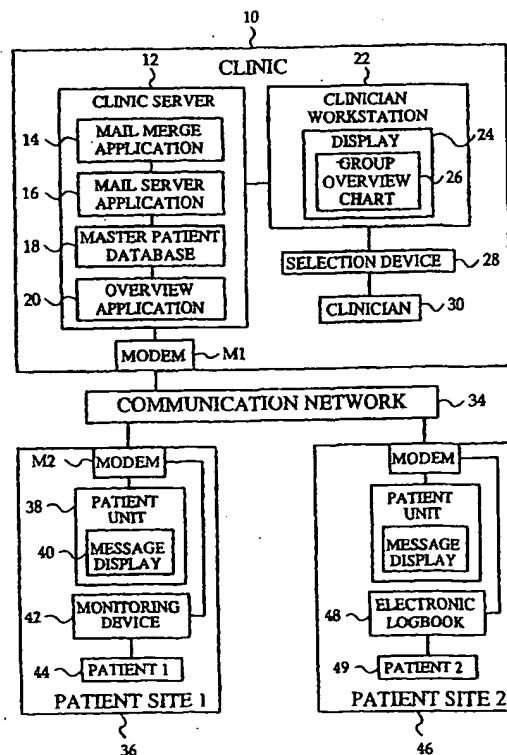 10
CLINIC
12
22
CLINIC SERVER
CLINICIAN
WORKSTATION
14
MAIL MERGE
APPLICATION
DISPLAY
24
GROUP
OVERVIEW
CHART
26
16
MAIL SERVER
APPLICATION
18
MASTER PATIENT
DATABASE
SELECTION DEVICE
28
20
OVERVIEW
APPLICATION
CLINICIAN
30
MODEM
M1
COMMUNICATION NETWORK
34
M2
MODEM
38
PATIENT
UNIT
40
MESSAGE
DISPLAY
42
MONITORING
DEVICE
44
PATIENT 1
PATIENT SITE 1
36
MODEM
PATIENT
UNIT
MESSAGE
DISPLAY
48
ELECTRONIC
LOGBOOK
49
PATIENT 2
PATIENT SITE 2
46